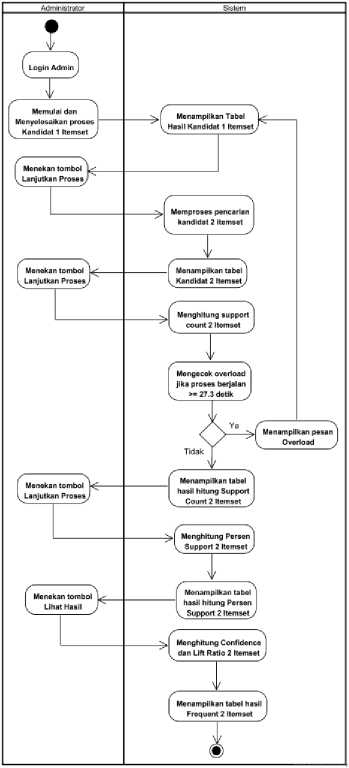 Administrator
Sistem
Login Admin
Memulai dan
Menyelesaikan proses
Kandidat 1 Itemset
Menampilkan Tabel
Hasil Kandidat 1 Itemset
Menekan tombol
Lanjutkan Proses
Memproses pencarian
kandidat 2 Itemset
Menampilkan tabel
Kandidat 2 Itemset
Menekan tombol
Lanjutkan Proses
Menghitung support
count 2 Itemset
Mengecek overload
jika proses berjalan
>= 27.3 detik
Ya
Menampilkan pesan
Overload
Tidak
Menampilkan tabel
hasil hitung Support
Count 2 Itemset
Menekan tombol
Lanjutkan Proses
Menghitung Persen
Support 2 Itemset
Menampilkan tabel
hasil hitung Persen
Support 2 Itemset
Menekan tombol
Lihat Hasil
Menghitung Confidence
dan Lift Ratio 2 Itemset
Menampilkan tabel hasil
Frequent 2 Itemset